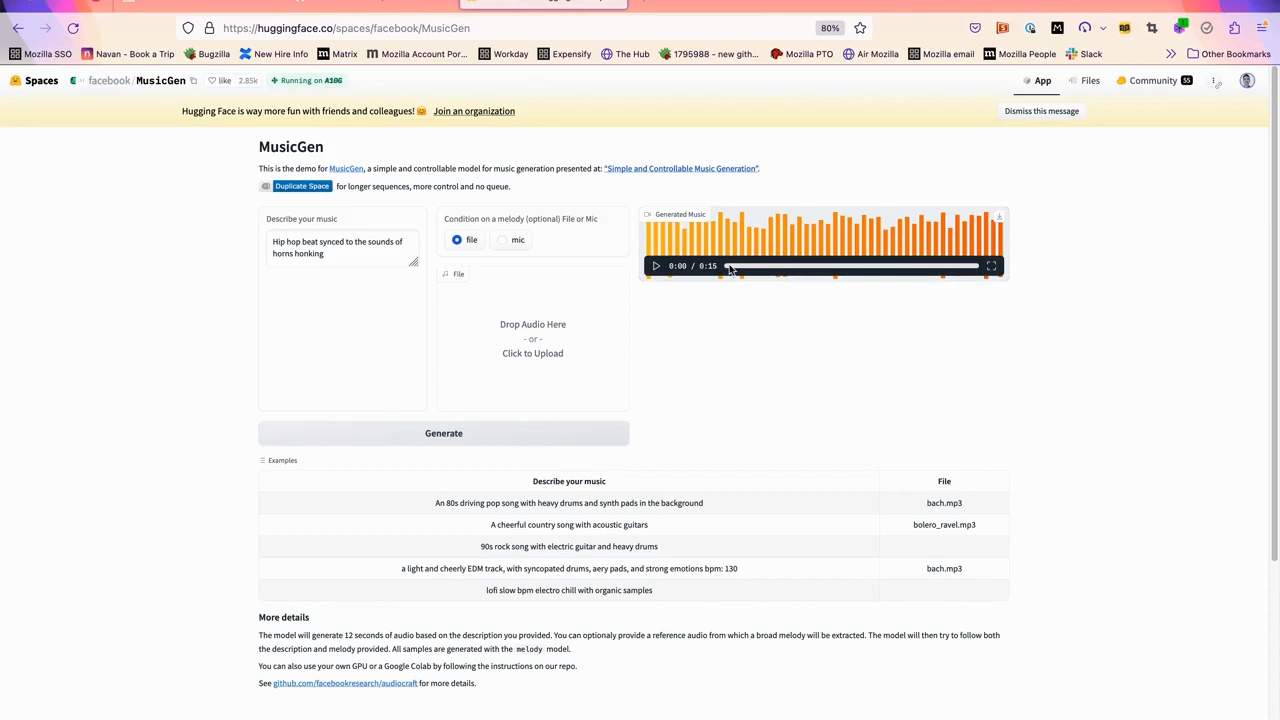 https://huggingface.co/spaces/facebook/MusicGen
80%
Mozilla SSO
Navan - Book a Trip
Bugzilla
New Hire Info
Matrix
Mozilla Account Por...
Workday
Expensify
The Hub
1795988 - new gith...
Mozilla PTO
Air Mozilla
Mozilla email
Mozilla People
Slack
Other Bookmarks
Spaces
facebook/MusicGen
like 2.85k
Running on A10G
App
Files
Community 55
Hugging Face is way more fun with friends and colleagues! 🤗 Join an organization
Dismiss this message
MusicGen
This is the demo for MusicGen, a simple and controllable model for music generation presented at: "Simple and Controllable Music Generation".
Duplicate Space for longer sequences, more control and no queue.
Describe your music
Hip hop beat synced to the sounds of
horns honking
Condition on a melody (optional) File or Mic
file
mic
File
Drop Audio Here
- or -
Click to Upload
Generated Music
0:00 / 0:15
Generate
Examples
Describe your music File
An 80s driving pop song with heavy drums and synth pads in the background bach.mp3
A cheerful country song with acoustic guitars bolero_ravel.mp3
90s rock song with electric guitar and heavy drums
a light and cheerly EDM track, with syncopated drums, aery pads, and strong emotions bpm: 130 bach.mp3
lofi slow bpm electro chill with organic samples
More details
The model will generate 12 seconds of audio based on the description you provided. You can optionaly provide a reference audio from which a broad melody will be extracted. The model will then try to follow both
the description and melody provided. All samples are generated with the melody model.
You can also use your own GPU or a Google Colab by following the instructions on our repo.
See github.com/facebookresearch/audiocraft for more details.